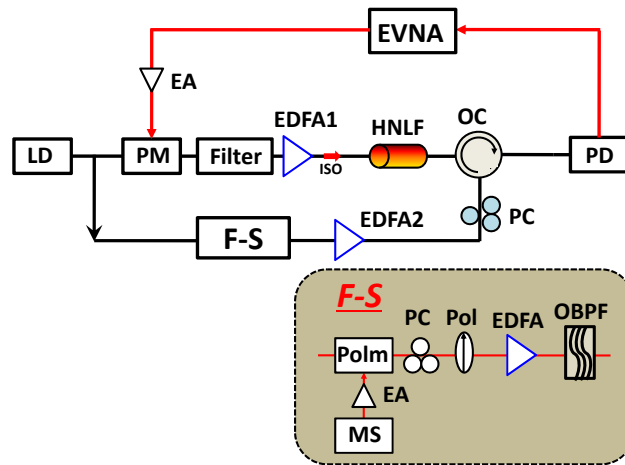 EVNA
EA
EDFA1
HNLF
OC
LD
PM
Filter
ISO
PD
PC
F-S
EDFA2
F-S
PC
Pol
EDFA
OBPF
Polm
EA
MS